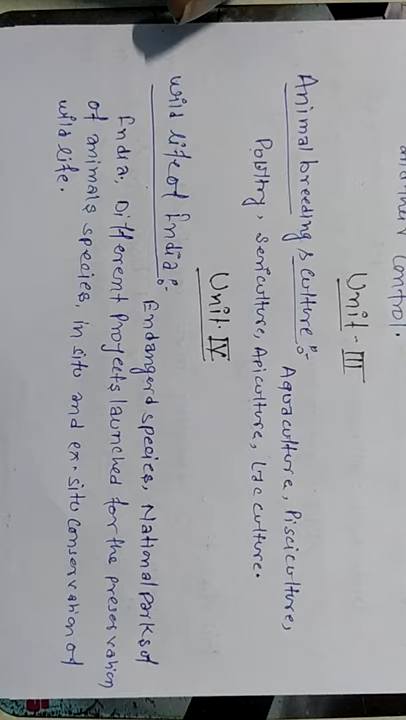 and their control.
Unit-III
Animal breeding & culture":- Aquaculture, Pisciculture,
Poultry, Sericulture, Apiculture, Lac culture.
Unit-IV
Wild life of India:- Endangered species, National parks of
India, Different Projects launched for the preservation
of animals species, in situ and ex-situ conservation of
wild life.